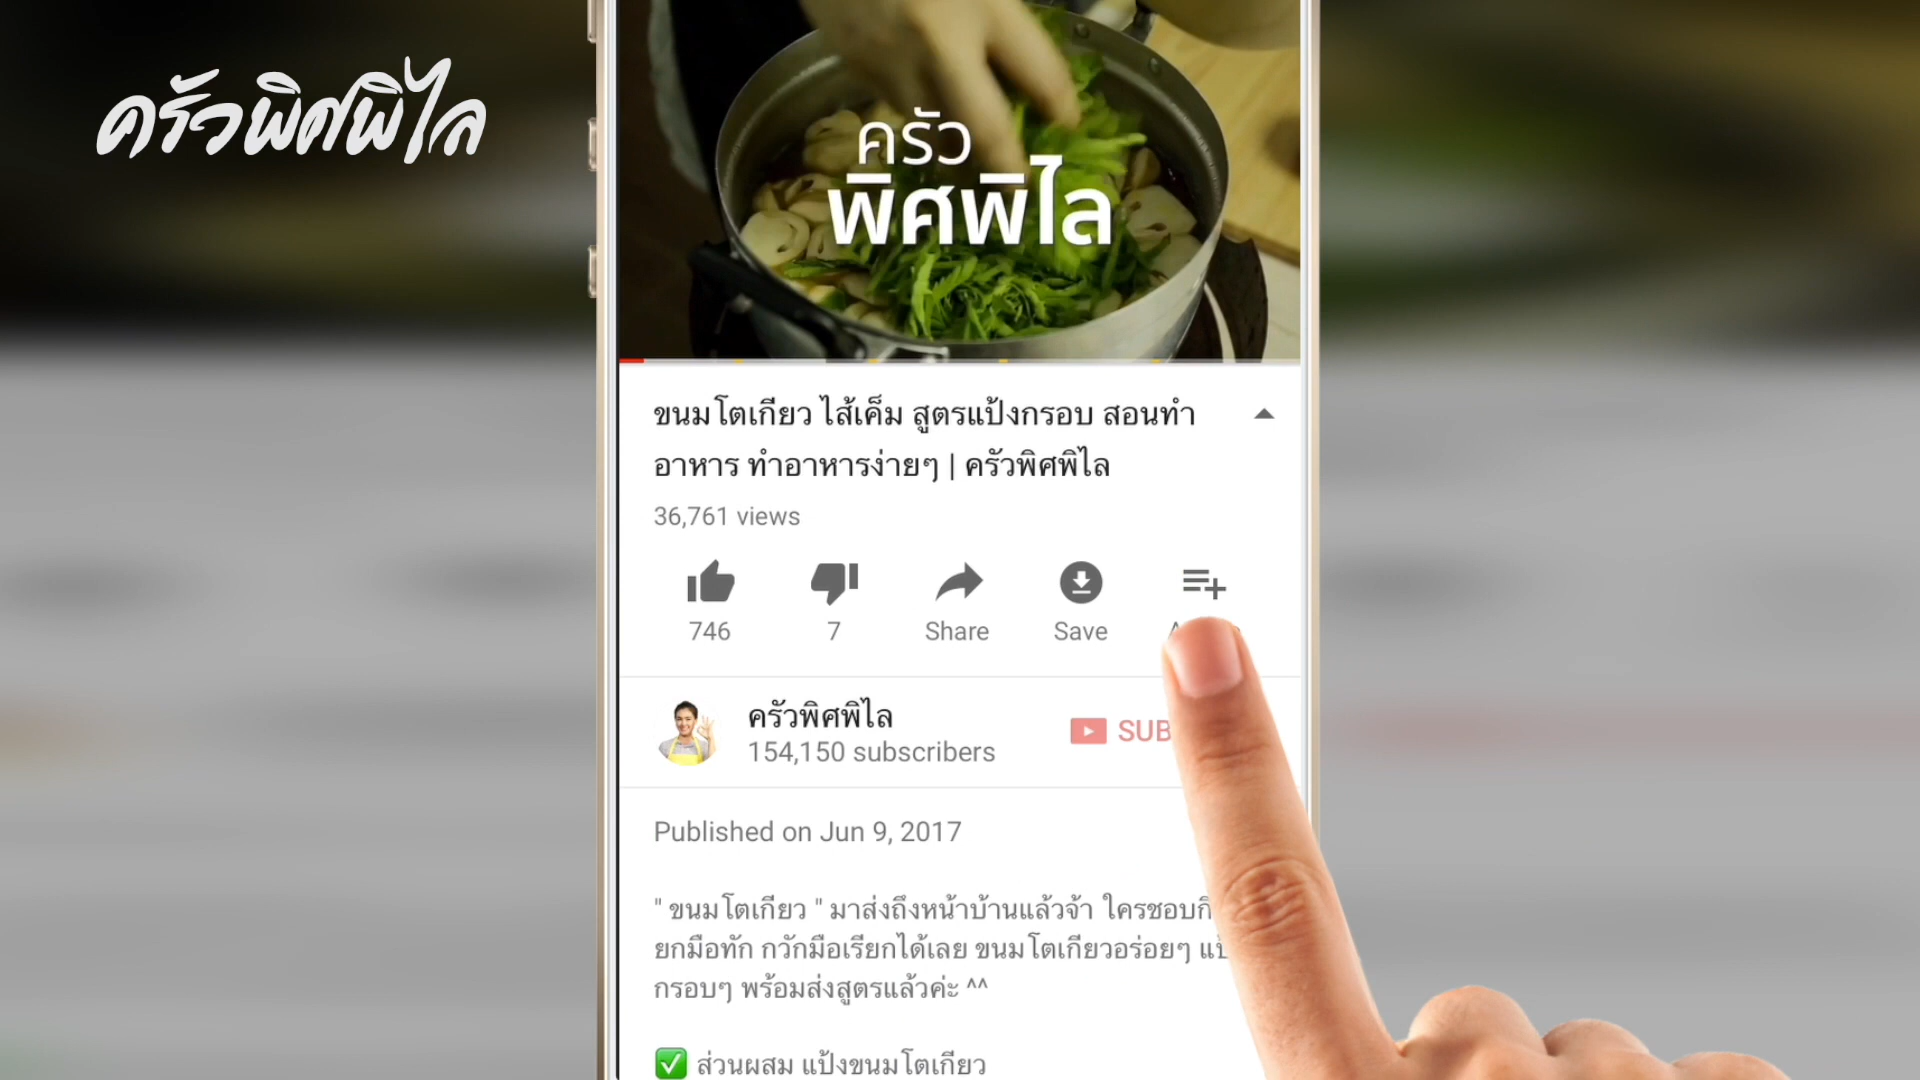 ครัวพิศพิไล
ครัว
พิศพิไล
ขนมโตเกียว ไส้เค็ม สูตรแป้งกรอบ สอนทำ
อาหาร ทำอาหารง่ายๆ | ครัวพิศพิไล
36,761 views
746
7
Share
Save
ครัวพิศพิไล
154,150 subscribers
SUB
Published on Jun 9, 2017
" ขนมโตเกียว " มาส่งถึงหน้าบ้านแล้วจ้า ใครชอบกิ
ยกมือทัก กวักมือเรียกได้เลย ขนมโตเกียวอร่อยๆ แป้
กรอบๆ พร้อมส่งสูตรแล้วค่ะ ^^
✅ ส่วนผสม แป้งขนมโตเกียว